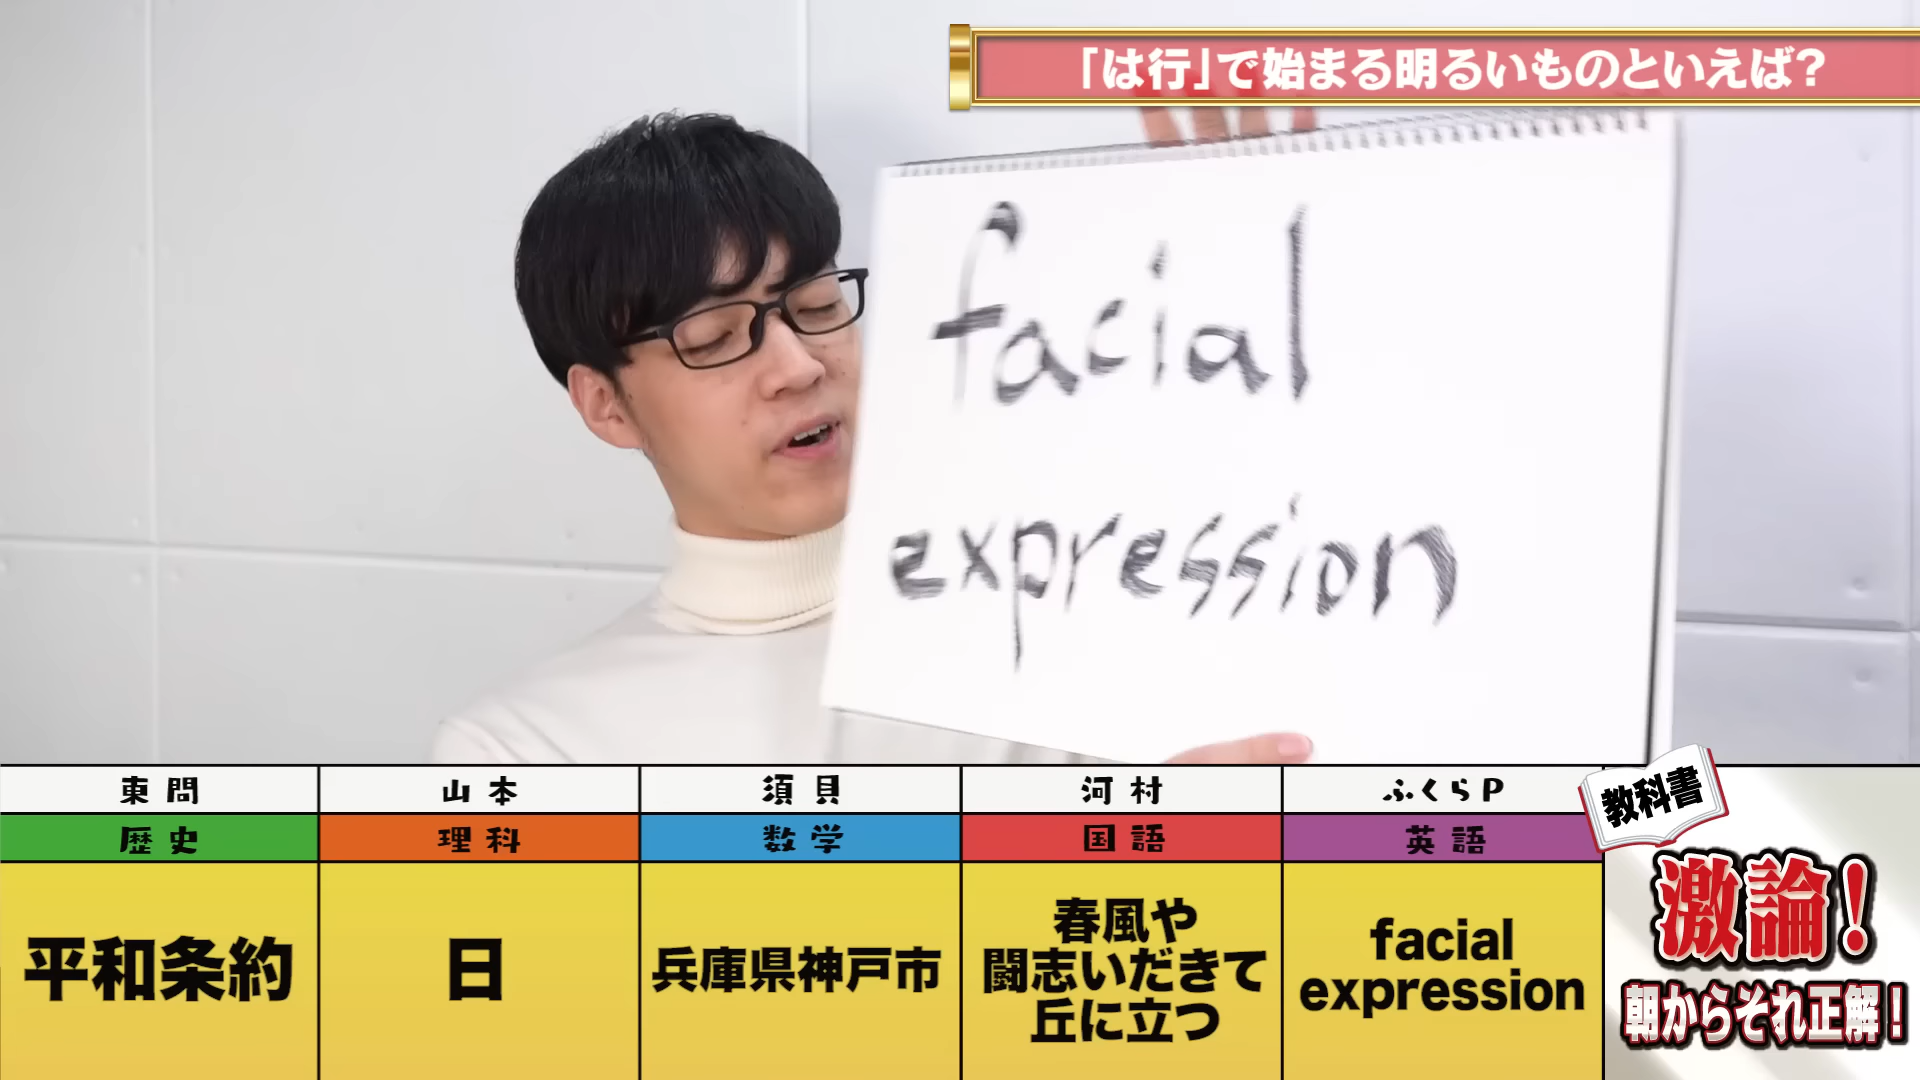 「は行」で始まる明るいものといえば?
facial
expression
東問
山本
須貝
河村
ふくらP
歴史
理科
数学
国語
英語
平和条約
日
兵庫県神戸市
春風や
闘志いだきて
丘に立つ
facial
expression
教科書
激論!
朝からそれ正解!